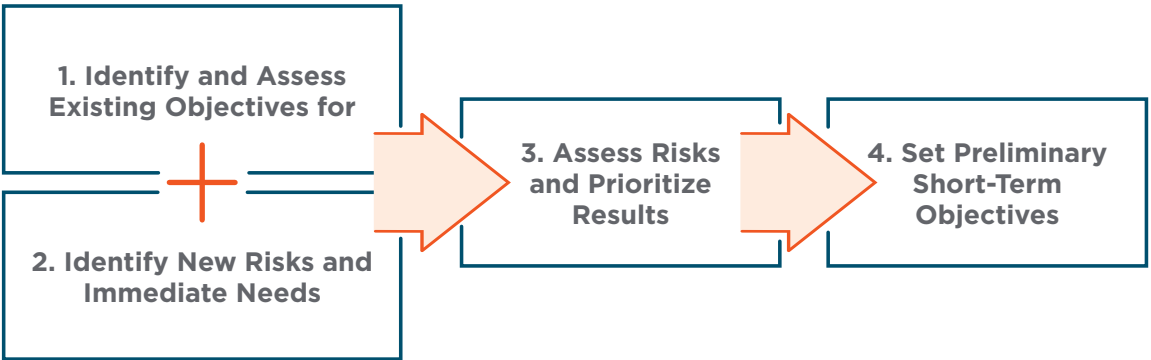 1. Identify and Assess
Existing Objectives for
2. Identify New Risks and
Immediate Needs
3. Assess Risks
and Prioritize
Results
4. Set Preliminary
Short-Term
Objectives